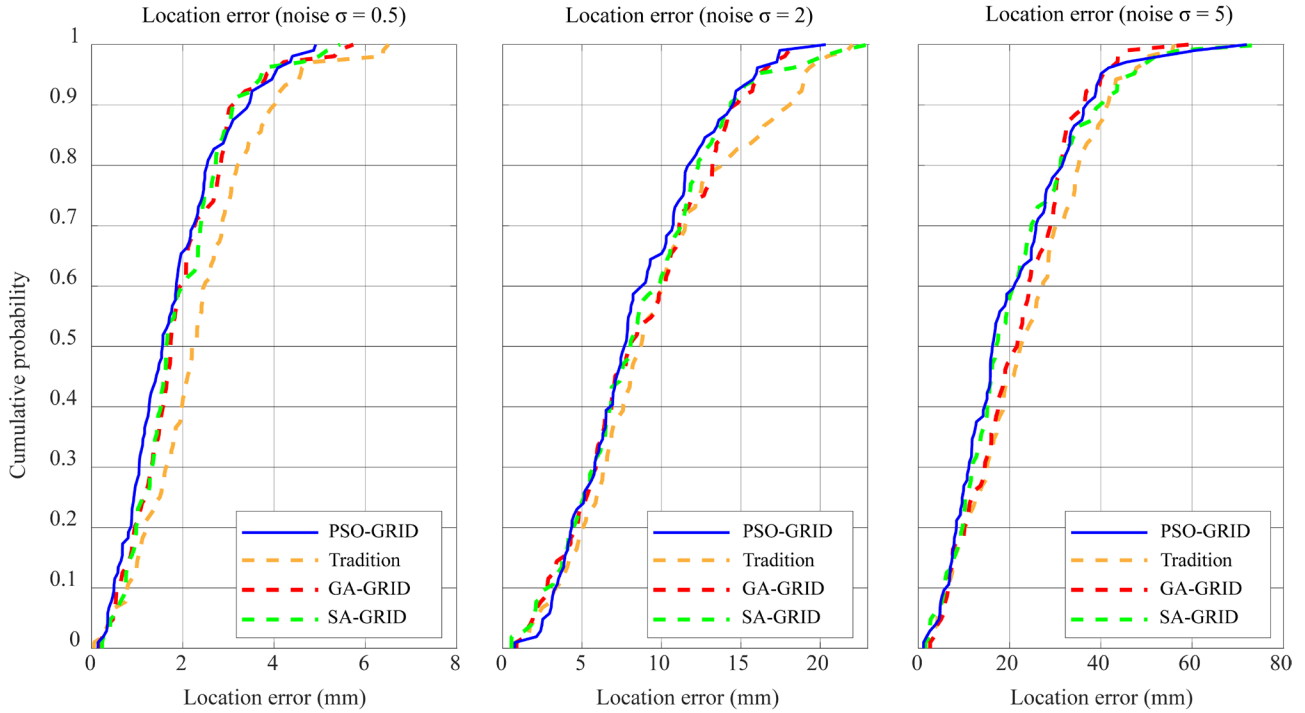 Location error (noise σ = 0.5)
Location error (noise σ = 2)
Location error (noise σ = 5)
Cumulative probability
1
0.9
0.8
0.7
0.6
0.5
0.4
0.3
0.2
0.1
0
PSO-GRID
Tradition
GA-GRID
SA-GRID
0 2 4 6 8
Location error (mm)
PSO-GRID
Tradition
GA-GRID
SA-GRID
0 5 10 15 20
Location error (mm)
PSO-GRID
Tradition
GA-GRID
SA-GRID
0 20 40 60 80
Location error (mm)